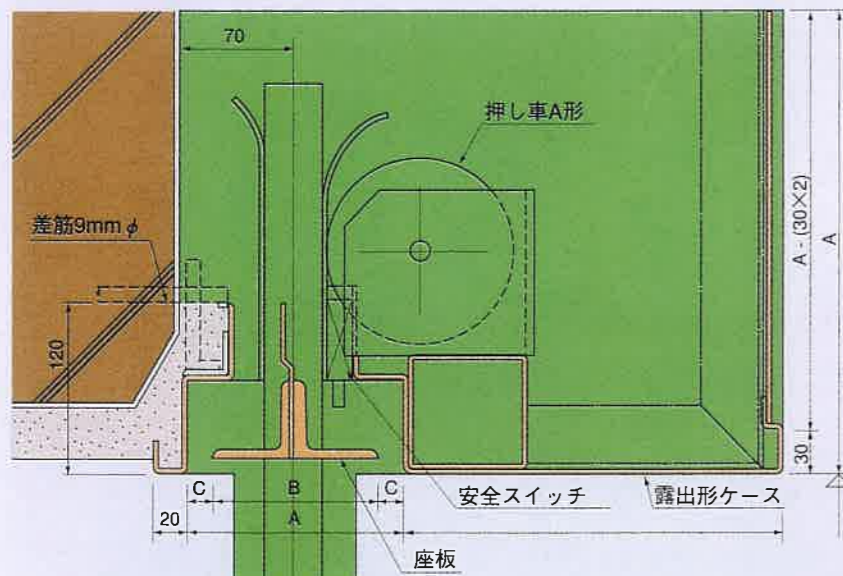 70
押し車A形
差筋9mmφ
A - (30×2)
A
120
30
C
B
C
20
A
安全スイッチ
露出形ケース
座板